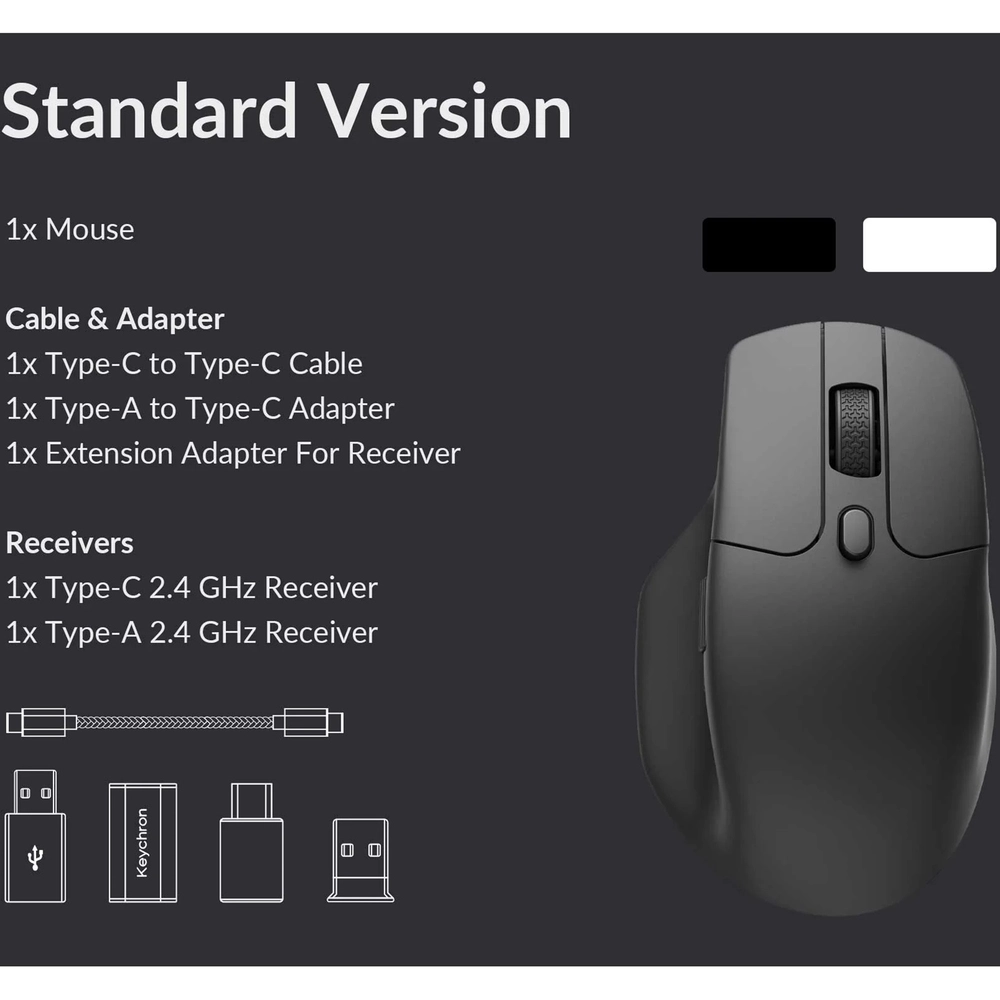 Standard Version
1x Mouse
Cable & Adapter
1x Type-C to Type-C Cable
1x Type-A to Type-C Adapter
1x Extension Adapter For Receiver
Receivers
1x Type-C 2.4 GHz Receiver
1x Type-A 2.4 GHz Receiver
Keychron